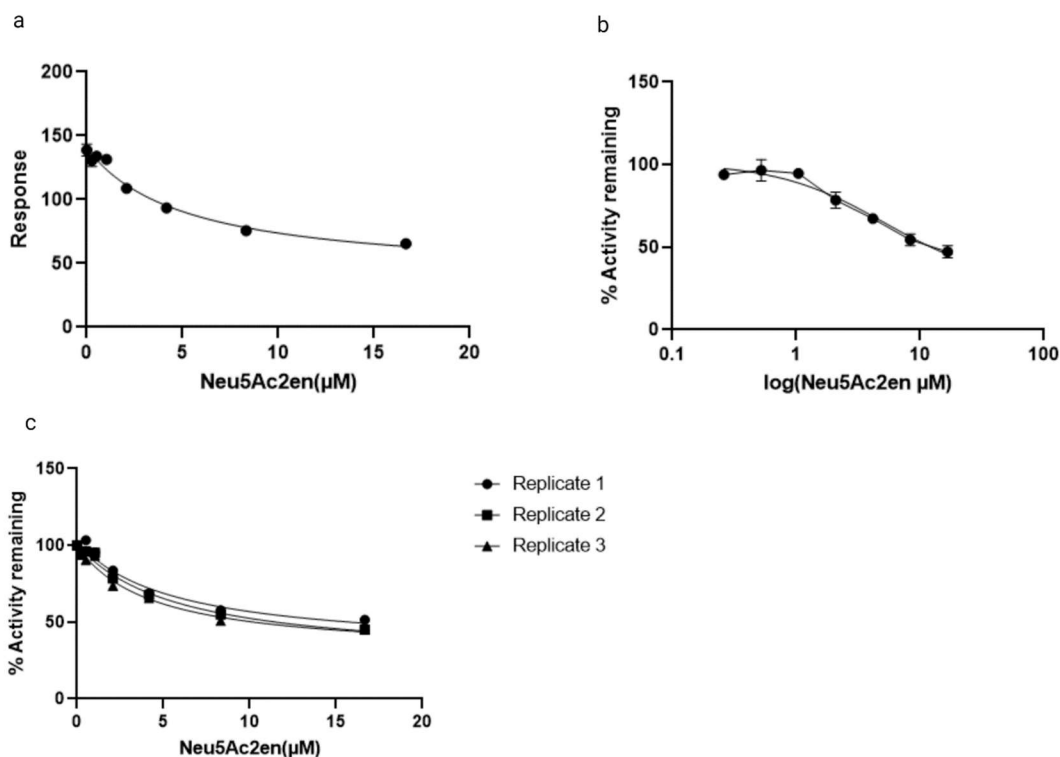 a
200
150
100
50
0
Response
0 5 10 15 20
Neu5Ac2en(µM)
b
150
100
50
0
% Activity remaining
0.1 1 10 100
log(Neu5Ac2en µM)
c
150
100
50
0
% Activity remaining
0 5 10 15 20
Neu5Ac2en(µM)
Replicate 1
Replicate 2
Replicate 3